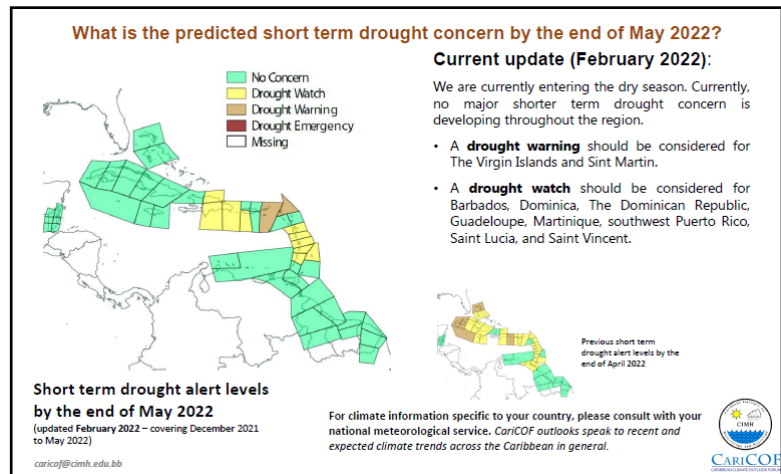 What is the predicted short term drought concern by the end of May 2022?
No Concern
Drought Watch
Drought Warning
Drought Emergency
Missing
Current update (February 2022):
We are currently entering the dry season. Currently,
no major shorter term drought concern is
developing throughout the region.
• A drought warning should be considered for
The Virgin Islands and Sint Martin.
• A drought watch should be considered for
Barbados, Dominica, The Dominican Republic,
Guadeloupe, Martinique, southwest Puerto Rico,
Saint Lucia, and Saint Vincent.
Previous short term
drought alert levels by the
end of April 2022
Short term drought alert levels
by the end of May 2022
(updated February 2022 – covering December 2021
to May 2022)
caricof@cimh.edu.bb
For climate information specific to your country, please consult with your
national meteorological service. CariCOF outlooks speak to recent and
expected climate trends across the Caribbean in general.
CIMH
CARICOF
CARIBBEAN CLIMATE OUTLOOK FORUM